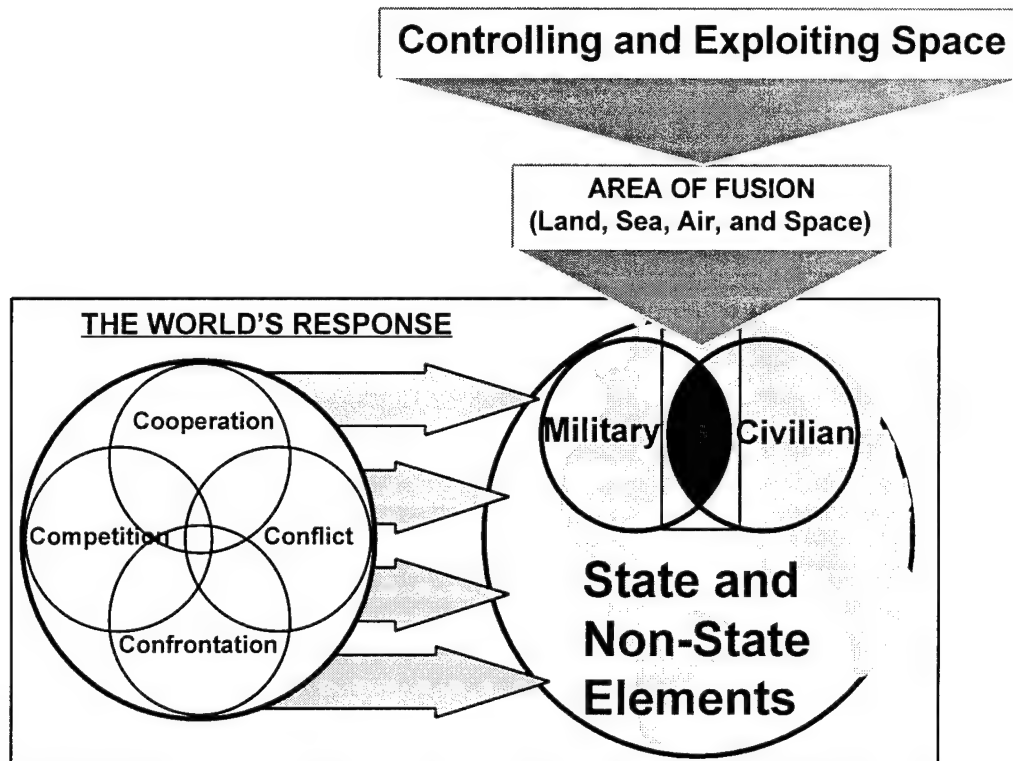 Controlling and Exploiting Space
AREA OF FUSION
(Land, Sea, Air, and Space)
THE WORLD'S RESPONSE
Cooperation
Competition
Conflict
Confrontation
Military
Civilian
State and
Non-State
Elements